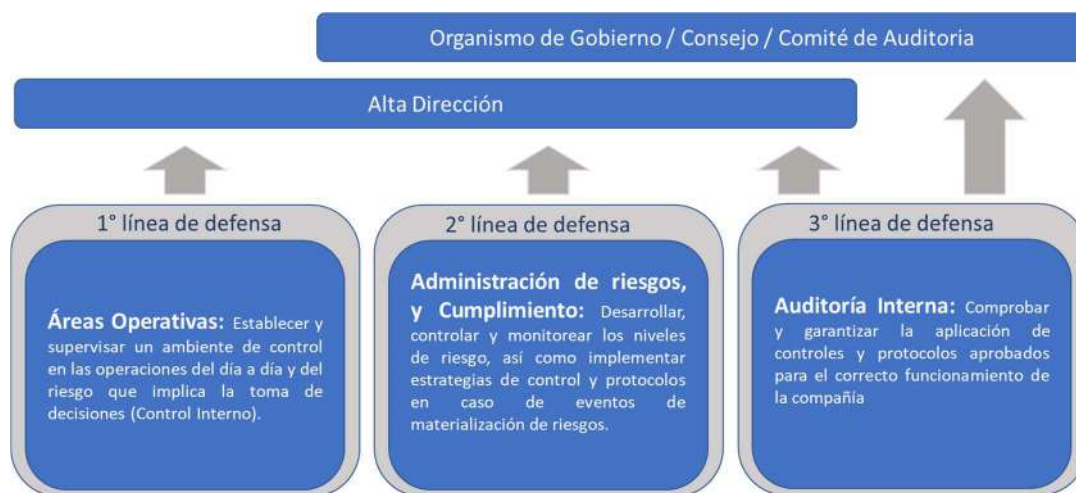 Organismo de Gobierno / Consejo / Comité de Auditoria
Alta Dirección
1° línea de defensa
Áreas Operativas: Establecer y
supervisar un ambiente de control
en las operaciones del día a día y del
riesgo que implica la toma de
decisiones (Control Interno).
2° línea de defensa
Administración de riesgos,
y Cumplimiento: Desarrollar,
controlar y monitorear los niveles
de riesgo, así como implementar
estrategias de control y protocolos
en caso de eventos de
materialización de riesgos.
3° línea de defensa
Auditoría Interna: Comprobar
y garantizar la aplicación de
controles y protocolos aprobados
para el correcto funcionamiento de
la compañía